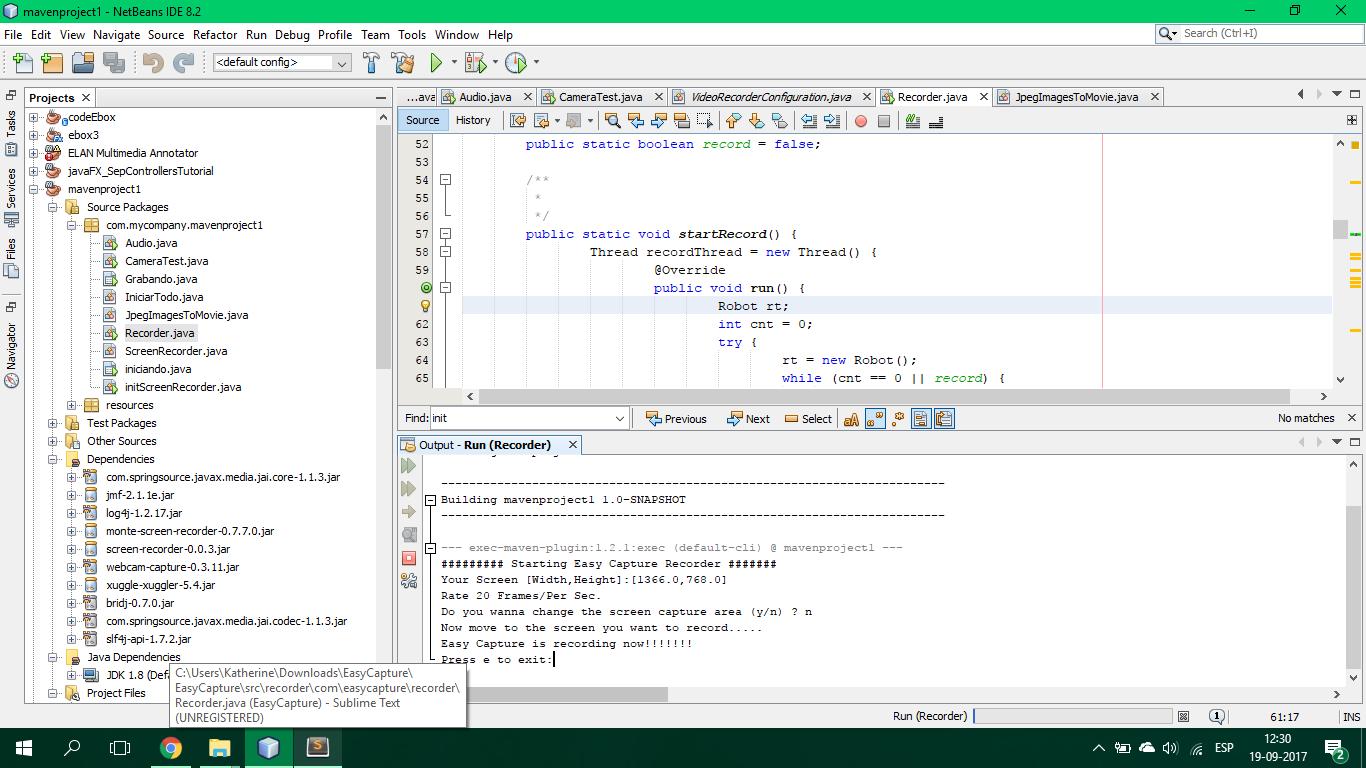 mavenproject1 - NetBeans IDE 8.2
File Edit View Navigate Source Refactor Run Debug Profile Team Tools Window Help
Search (Ctrl+I)
<default config>
Tasks
Services
Files
Navigator
Projects
codeEbox
ebox3
ELAN Multimedia Annotator
javaFX_SepControllersTutorial
mavenproject1
Source Packages
com.mycompany.mavenproject1
Audio.java
CameraTest.java
Grabando.java
IniciarTodo.java
JpegImagesToMovie.java
Recorder.java
ScreenRecorder.java
iniciando.java
initScreenRecorder.java
resources
Test Packages
Other Sources
Dependencies
com.springsource.javax.media.jai.core-1.1.3.jar
jmf-2.1.1e.jar
log4j-1.2.17.jar
monte-screen-recorder-0.7.7.0.jar
screen-recorder-0.0.3.jar
webcam-capture-0.3.11.jar
xuggle-xuggler-5.4.jar
bridj-0.7.0.jar
com.springsource.javax.media.jai.codec-1.1.3.jar
slf4j-api-1.7.2.jar
Java Dependencies
JDK 1.8 (Defa
Project Files
C:\Users\Katherine\Downloads\EasyCapture\
EasyCapture\src\recorder\com\easycapture\recorder\
Recorder.java (EasyCapture) - Sublime Text
(UNREGISTERED)
...ava Audio.java CameraTest.java VideoRecorderConfiguration.java Recorder.java JpegImagesToMovie.java
Source History
52 public static boolean record = false;
53
54 /**
55 *
56 */
57 public static void startRecord() {
58 Thread recordThread = new Thread() {
59 @Override
public void run() {
Robot rt;
62 int cnt = 0;
63 try {
64 rt = new Robot();
65 while (cnt == 0 || record) {
Find: init Previous Next Select aA No matches
Output - Run (Recorder)
------------------------------------------------------------------------
Building mavenproject1 1.0-SNAPSHOT
------------------------------------------------------------------------
--- exec-maven-plugin:1.2.1:exec (default-cli) @ mavenproject1 ---
######### Starting Easy Capture Recorder #######
Your Screen [Width,Height]:[1366.0,768.0]
Rate 20 Frames/Per Sec.
Do you wanna change the screen capture area (y/n) ? n
Now move to the screen you want to record.....
Easy Capture is recording now!!!!!!!
Press e to exit:
Run (Recorder) 1 61:17 INS
ESP
12:30
19-09-2017
2